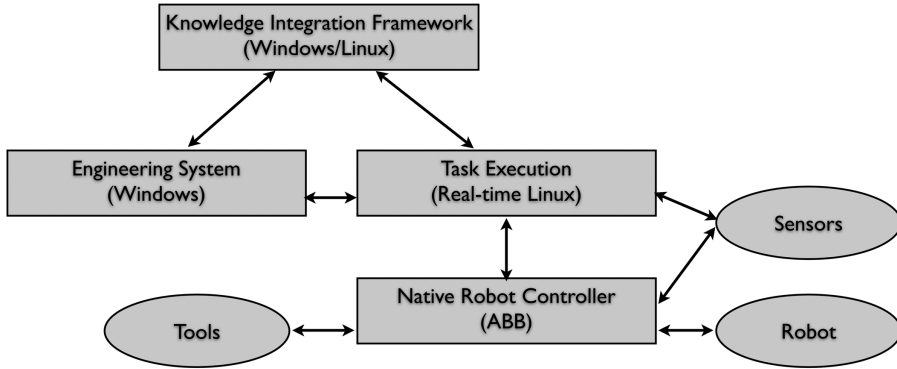 Knowledge Integration Framework
(Windows/Linux)
Engineering System
(Windows)
Task Execution
(Real-time Linux)
Sensors
Native Robot Controller
(ABB)
Tools
Robot